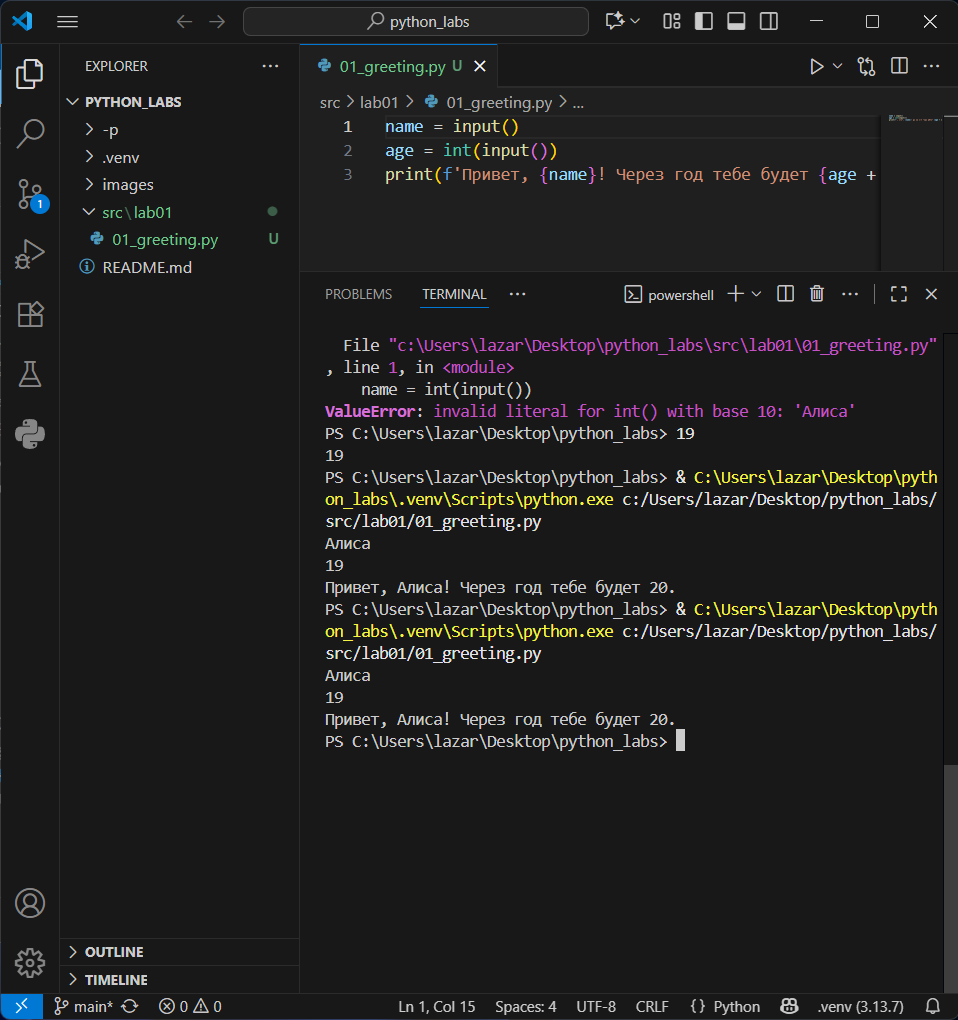 python_labs
EXPLORER
PYTHON_LABS
-p
.venv
images
src\lab01
01_greeting.py U
README.md
1
OUTLINE
TIMELINE
01_greeting.py U
src > lab01 > 01_greeting.py > ...
1 name = input()
2 age = int(input())
3 print(f'Привет, {name}! Через год тебе будет {age +
PROBLEMS TERMINAL ... powershell
File "c:\Users\lazar\Desktop\python_labs\src\lab01\01_greeting.py"
, line 1, in <module>
name = int(input())
ValueError: invalid literal for int() with base 10: 'Алиса'
PS C:\Users\lazar\Desktop\python_labs> 19
19
PS C:\Users\lazar\Desktop\python_labs> & C:\Users\lazar\Desktop\pyth
on_labs\.venv\Scripts\python.exe c:/Users/lazar/Desktop/python_labs/
src/lab01/01_greeting.py
Алиса
19
Привет, Алиса! Через год тебе будет 20.
PS C:\Users\lazar\Desktop\python_labs> & C:\Users\lazar\Desktop\pyth
on_labs\.venv\Scripts\python.exe c:/Users/lazar/Desktop/python_labs/
src/lab01/01_greeting.py
Алиса
19
Привет, Алиса! Через год тебе будет 20.
PS C:\Users\lazar\Desktop\python_labs>
main* 0 0 Ln 1, Col 15 Spaces: 4 UTF-8 CRLF {} Python .venv (3.13.7)